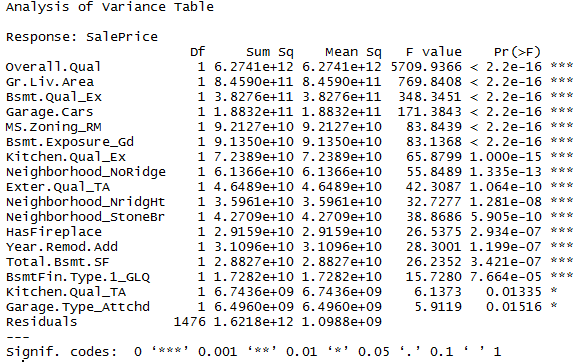 Analysis of Variance Table
Response: SalePrice
Df Sum Sq Mean Sq F value Pr(>F)
Overall.Qual 1 6.2741e+12 6.2741e+12 5709.9366 < 2.2e-16 ***
Gr.Liv.Area 1 8.4590e+11 8.4590e+11 769.8408 < 2.2e-16 ***
Bsmt.Qual_Ex 1 3.8276e+11 3.8276e+11 348.3451 < 2.2e-16 ***
Garage.Cars 1 1.8832e+11 1.8832e+11 171.3843 < 2.2e-16 ***
MS.Zoning_RM 1 9.2127e+10 9.2127e+10 83.8439 < 2.2e-16 ***
Bsmt.Exposure_Gd 1 9.1350e+10 9.1350e+10 83.1368 < 2.2e-16 ***
Kitchen.Qual_Ex 1 7.2389e+10 7.2389e+10 65.8799 1.000e-15 ***
Neighborhood_NoRidge 1 6.1366e+10 6.1366e+10 55.8489 1.335e-13 ***
Exter.Qual_TA 1 4.6489e+10 4.6489e+10 42.3087 1.064e-10 ***
Neighborhood_NridgHt 1 3.5961e+10 3.5961e+10 32.7277 1.281e-08 ***
Neighborhood_StoneBr 1 4.2709e+10 4.2709e+10 38.8686 5.905e-10 ***
HasFireplace 1 2.9159e+10 2.9159e+10 26.5375 2.934e-07 ***
Year.Remod.Add 1 3.1096e+10 3.1096e+10 28.3001 1.199e-07 ***
Total.Bsmt.SF 1 2.8827e+10 2.8827e+10 26.2352 3.421e-07 ***
BsmtFin.Type.1_GLQ 1 1.7282e+10 1.7282e+10 15.7280 7.664e-05 ***
Kitchen.Qual_TA 1 6.7436e+09 6.7436e+09 6.1373 0.01335 *
Garage.Type_Attchd 1 6.4960e+09 6.4960e+09 5.9119 0.01516 *
Residuals 1476 1.6218e+12 1.0988e+09
---
Signif. codes: 0 ‘***’ 0.001 ‘**’ 0.01 ‘*’ 0.05 ‘.’ 0.1 ‘ ’ 1